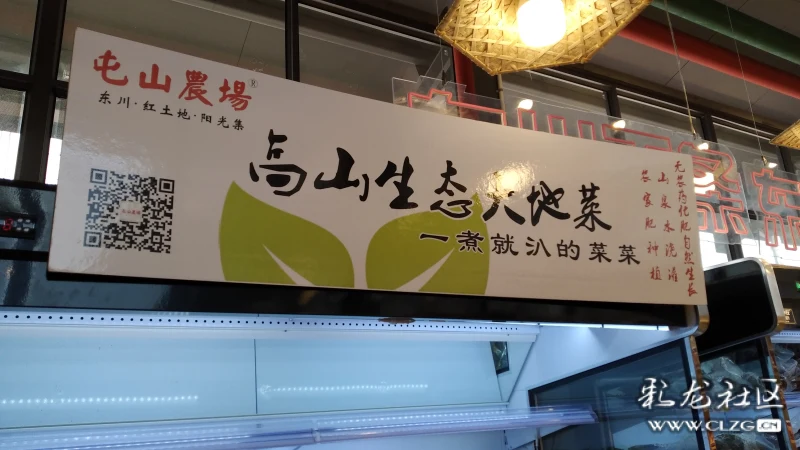 屯山農場®
东川·红土地·阳光集
高山生态大地菜
一煮就汃的菜菜
无农药化肥自然生长
山泉水浇灌
农家肥种植
彩龙社区
WWW.CLZG.CN